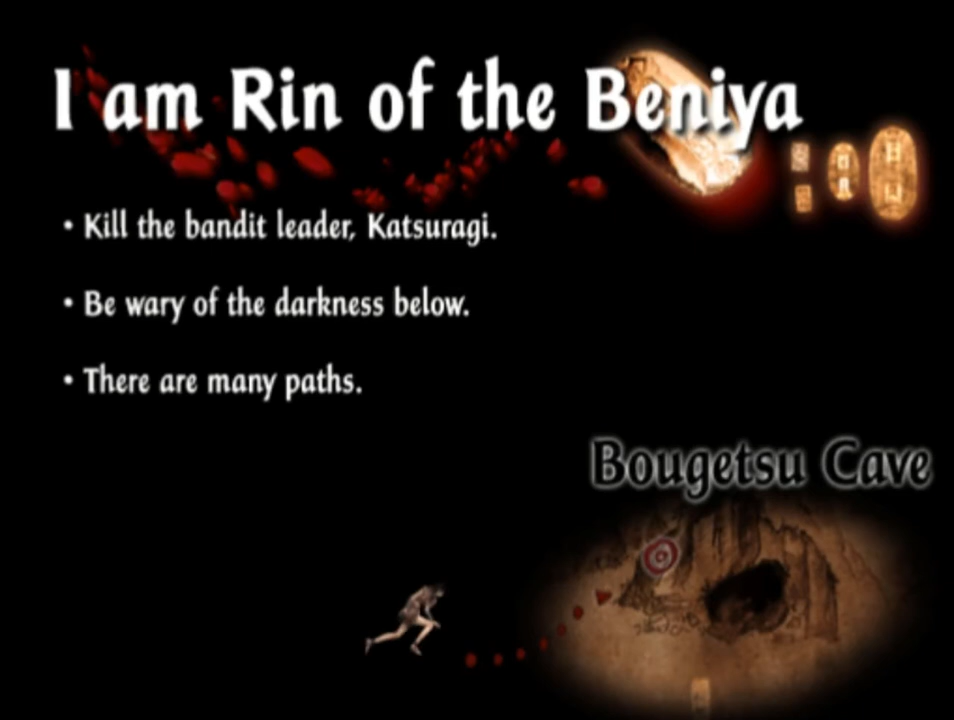 I am Rin of the Beniya
• Kill the bandit leader, Katsuragi.
• Be wary of the darkness below.
• There are many paths.
Bougetsu Cave